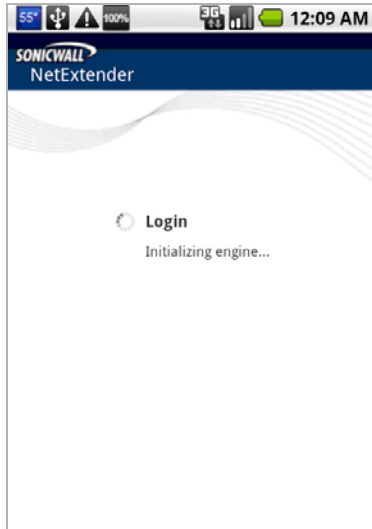 55° 100% 3G 12:09 AM
SONICWALL
NetExtender
Login
Initializing engine...